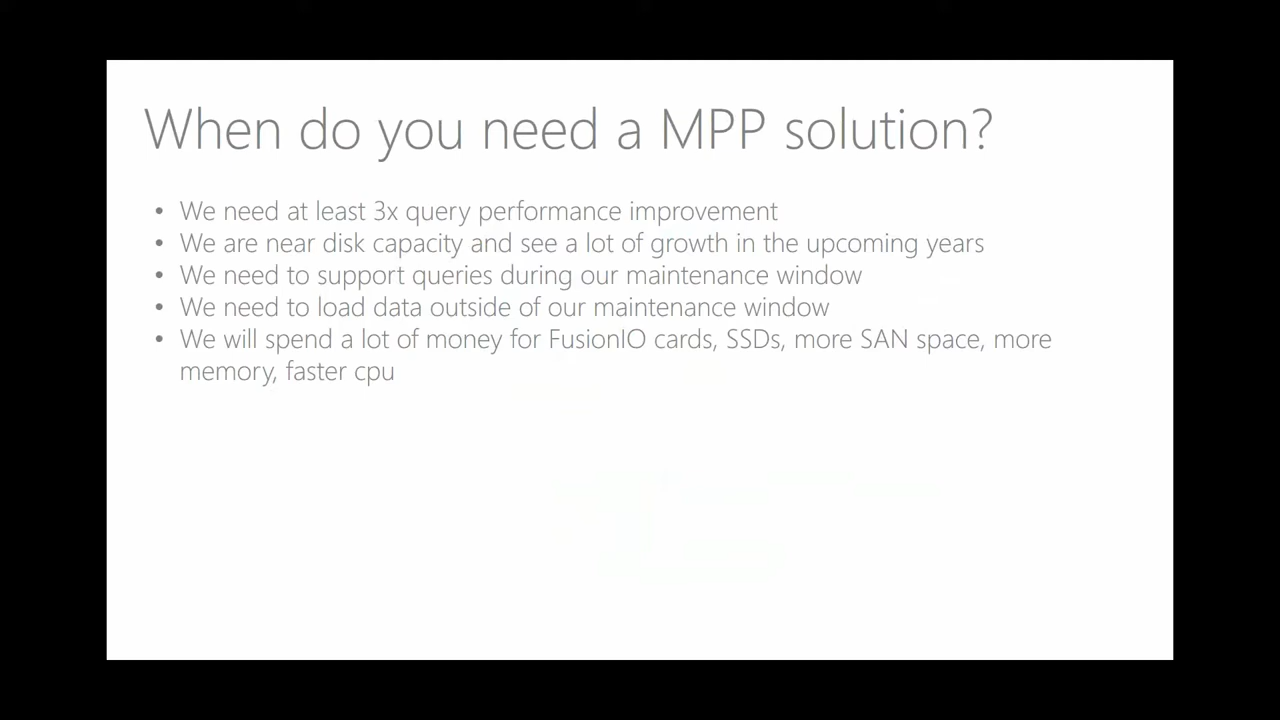 When do you need a MPP solution?
• We need at least 3x query performance improvement
• We are near disk capacity and see a lot of growth in the upcoming years
• We need to support queries during our maintenance window
• We need to load data outside of our maintenance window
• We will spend a lot of money for FusionIO cards, SSDs, more SAN space, more
memory, faster cpu